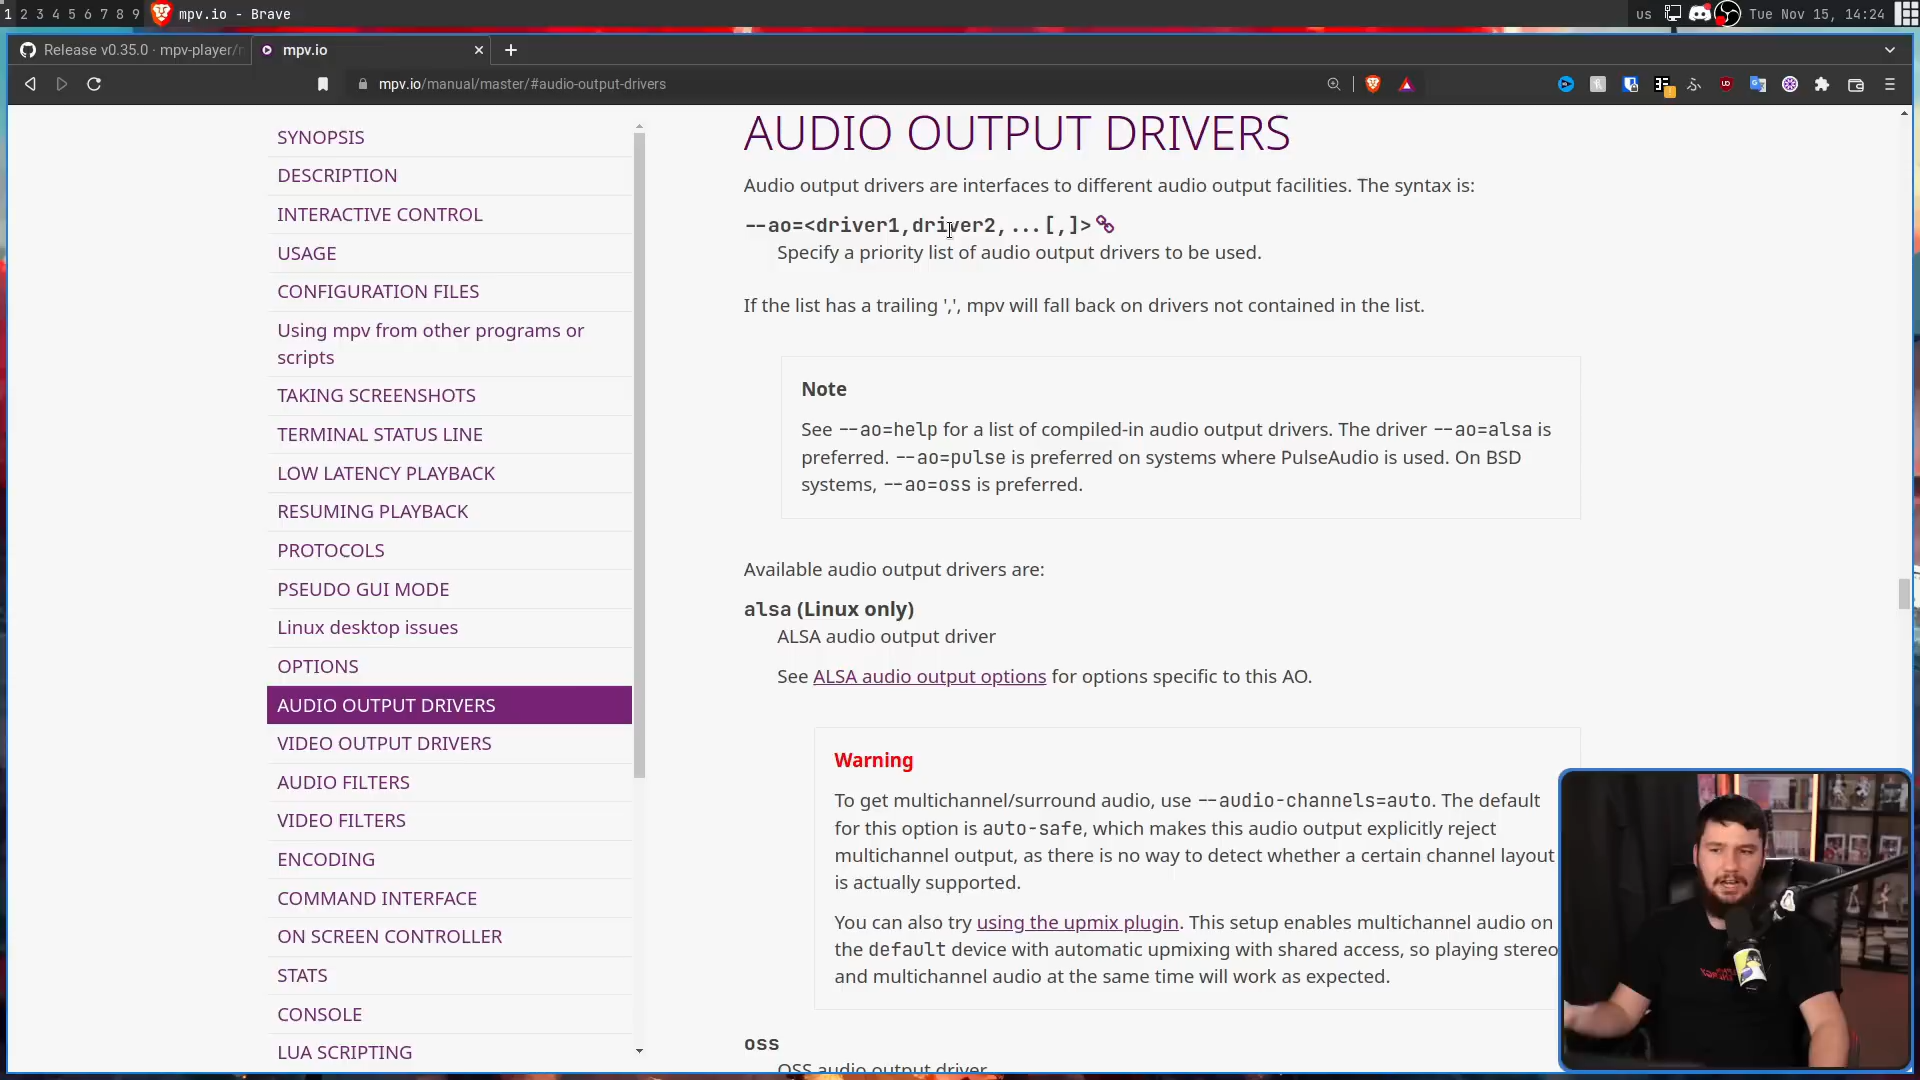 1 2 3 4 5 6 7 8 9 mpv.io - Brave us Tue Nov 15, 14:24
Release v0.35.0 · mpv-player/ mpv.io
mpv.io/manual/master/#audio-output-drivers
SYNOPSIS
DESCRIPTION
INTERACTIVE CONTROL
USAGE
CONFIGURATION FILES
Using mpv from other programs or
scripts
TAKING SCREENSHOTS
TERMINAL STATUS LINE
LOW LATENCY PLAYBACK
RESUMING PLAYBACK
PROTOCOLS
PSEUDO GUI MODE
Linux desktop issues
OPTIONS
AUDIO OUTPUT DRIVERS
VIDEO OUTPUT DRIVERS
AUDIO FILTERS
VIDEO FILTERS
ENCODING
COMMAND INTERFACE
ON SCREEN CONTROLLER
STATS
CONSOLE
LUA SCRIPTING
AUDIO OUTPUT DRIVERS
Audio output drivers are interfaces to different audio output facilities. The syntax is:
--ao=<driver1,driver2,...[,]>
Specify a priority list of audio output drivers to be used.
If the list has a trailing ',', mpv will fall back on drivers not contained in the list.
Note
See --ao=help for a list of compiled-in audio output drivers. The driver --ao=alsa is
preferred. --ao=pulse is preferred on systems where PulseAudio is used. On BSD
systems, --ao=oss is preferred.
Available audio output drivers are:
alsa (Linux only)
ALSA audio output driver
See ALSA audio output options for options specific to this AO.
Warning
To get multichannel/surround audio, use --audio-channels=auto. The default
for this option is auto-safe, which makes this audio output explicitly reject
multichannel output, as there is no way to detect whether a certain channel layout
is actually supported.
You can also try using the upmix plugin. This setup enables multichannel audio on
the default device with automatic upmixing with shared access, so playing stereo
and multichannel audio at the same time will work as expected.
oss
OSS audio output driver